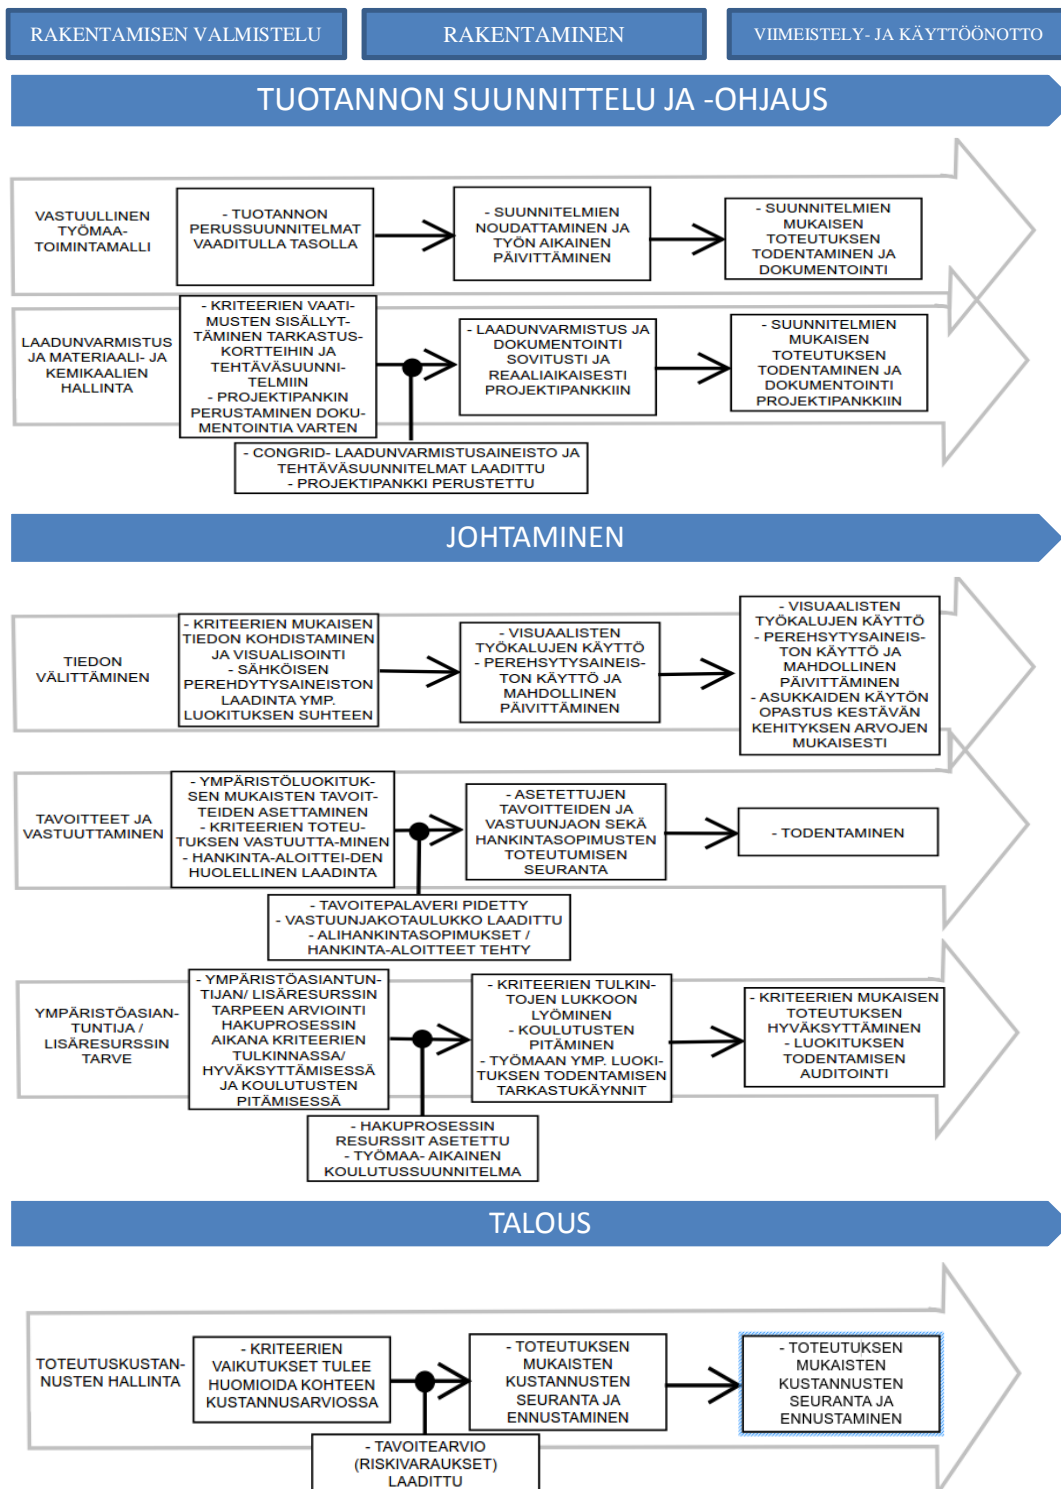 RAKENTAMISEN VALMISTELU
RAKENTAMINEN
VIIMEISTELY- JA KÄYTTÖÖNOTTO
TUOTANNON SUUNNITTELU JA -OHJAUS
VASTUULLINEN
TYÖMAA-
TOIMINTAMALLI
- TUOTANNON
PERUSSUUNNITELMAT
VAADITULLA TASOLLA
- SUUNNITELMIEN
NOUDATTAMINEN JA
TYÖN AIKAINEN
PÄIVITTÄMINEN
- SUUNNITELMIEN
MUKAISEN
TOTEUTUKSEN
TODENTAMINEN JA
DOKUMENTOINTI
LAADUNVARMISTUS
JA MATERIAALI- JA
KEMIKAALIEN
HALLINTA
- KRITEERIEN VAATI-
MUSTEN SISÄLLYT-
TÄMINEN TARKASTUS-
KORTTEIHIN JA
TEHTÄVÄSUUNNI-
TELMIIN
- PROJEKTIPANKIN
PERUSTAMINEN DOKU-
MENTOINTIA VARTEN
- LAADUNVARMISTUS JA
DOKUMENTOINTI
SOVITUSTI JA
REAALIAIKAISESTI
PROJEKTIPANKKIIN
- SUUNNITELMIEN
MUKAISEN
TOTEUTUKSEN
TODENTAMINEN JA
DOKUMENTOINTI
PROJEKTIPANKKIIN
- CONGRID- LAADUNVARMISTUSAINEISTO JA
TEHTÄVÄSUUNNITELMAT LAADITTU
- PROJEKTIPANKKI PERUSTETTU
JOHTAMINEN
TIEDON
VÄLITTÄMINEN
- KRITEERIEN MUKAISEN
TIEDON KOHDISTAMINEN
JA VISUALISOINTI
- SÄHKÖISEN
PEREHDYTYSAINEISTON
LAADINTA YMP.
LUOKITUKSEN SUHTEEN
- VISUAALISTEN
TYÖKALUJEN KÄYTTÖ
- PEREHSYTYSAINEIS-
TON KÄYTTÖ JA
MAHDOLLINEN
PÄIVITTÄMINEN
- VISUAALISTEN
TYÖKALUJEN KÄYTTÖ
- PEREHSYTYSAINEIS-
TON KÄYTTÖ JA
MAHDOLLINEN
PÄIVITTÄMINEN
- ASUKKAIDEN KÄYTÖN
OPASTUS KESTÄVÄN
KEHITYKSEN ARVOJEN
MUKAISESTI
TAVOITTEET JA
VASTUUTTAMINEN
- YMPÄRISTÖLUOKITUK-
SEN MUKAISTEN TAVOIT-
TEIDEN ASETTAMINEN
- KRITEERIEN TOTEU-
TUKSEN VASTUUTTA-MINEN
- HANKINTA-ALOITTEI-DEN
HUOLELLINEN LAADINTA
- ASETETTUJEN
TAVOITTEIDEN JA
VASTUUNJAON SEKÄ
HANKINTASOPIMUSTEN
TOTEUTUMISEN
SEURANTA
- TODENTAMINEN
- TAVOITEPALAVERI PIDETTY
- VASTUUNJAKOTAULUKKO LAADITTU
- ALIHANKINTASOPIMUKSET /
HANKINTA-ALOITTEET TEHTY
YMPÄRISTÖASIAN-
TUNTIJA /
LISÄRESURSSIN
TARVE
- YMPÄRISTÖASIANTUN-
TIJAN/ LISÄRESURSSIN
TARPEEN ARVIOINTI
HAKUPROSESSIN
AIKANA KRITEERIEN
TULKINNASSA/
HYVÄKSYTTÄMISESSÄ
JA KOULUTUSTEN
PITÄMISESSÄ
- KRITEERIEN TULKIN-
TOJEN LUKKOON
LYÖMINEN
- KOULUTUSTEN
PITÄMINEN
- TYÖMAAN YMP. LUOKI-
TUKSEN TODENTAMISEN
TARKASTUKÄYNNIT
- KRITEERIEN MUKAISEN
TOTEUTUKSEN
HYVÄKSYTTÄMINEN
- LUOKITUKSEN
TODENTAMISEN
AUDITOINTI
- HAKUPROSESSIN
RESURSSIT ASETETTU
- TYÖMAA- AIKAINEN
KOULUTUSSUUNNITELMA
TALOUS
TOTEUTUSKUSTAN-
NUSTEN HALLINTA
- KRITEERIEN
VAIKUTUKSET TULEE
HUOMIOIDA KOHTEEN
KUSTANNUSARVIOSSA
- TOTEUTUKSEN
MUKAISTEN
KUSTANNUSTEN
SEURANTA JA
ENNUSTAMINEN
- TOTEUTUKSEN
MUKAISTEN
KUSTANNUSTEN
SEURANTA JA
ENNUSTAMINEN
- TAVOITEARVIO
(RISKIVARAUKSET)
LAADITTU